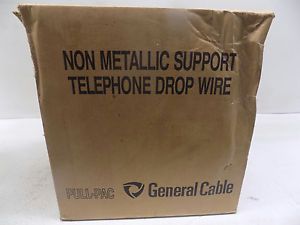 NON METALLIC SUPPORT
TELEPHONE DROP WIRE
PULL-PAC General Cable